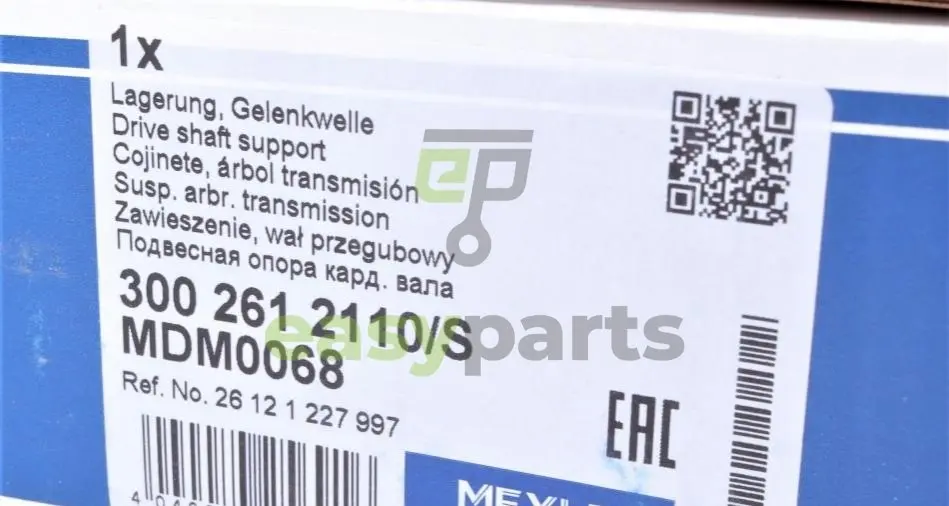 1x
Lagerung, Gelenkwelle
Drive shaft support
Cojinete, árbol transmisión
Susp. arbr. transmission
Zawieszenie, wał przegubowy
Подвесная опора кард. вала
300 261 2110/S
MDM0068
Ref. No. 26 12 1 227 997
ep
easyparts
EAC